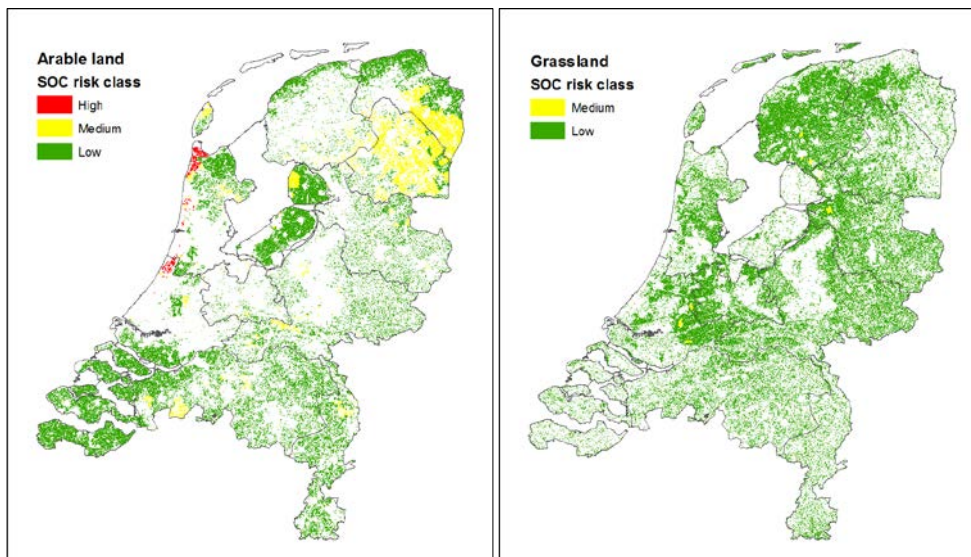 Arable land
SOC risk class
High
Medium
Low
Grassland
SOC risk class
Medium
Low